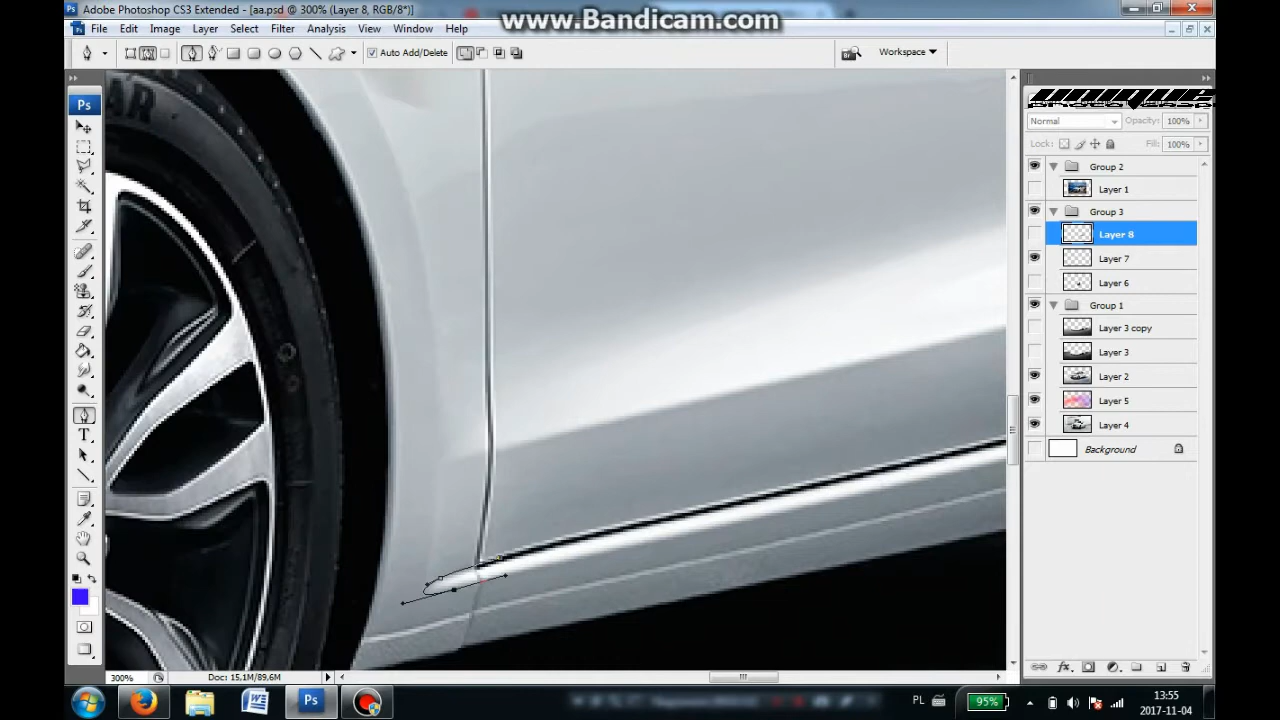 Adobe Photoshop CS3 Extended - [aa.psd @ 300% (Layer 8, RGB/8*)]
www.Bandicam.com
File Edit Image Layer Select Filter Analysis View Window Help
Auto Add/Delete
Workspace
Ps
AR
Normal
Opacity: 100%
Lock:
Fill: 100%
Group 2
Layer 1
Group 3
Layer 8
Layer 7
Layer 6
Group 1
Layer 3 copy
Layer 3
Layer 2
Layer 5
Layer 4
Background
300%
Doc: 15,1M/89,6M
Ps
PL
95%
13:55
2017-11-04